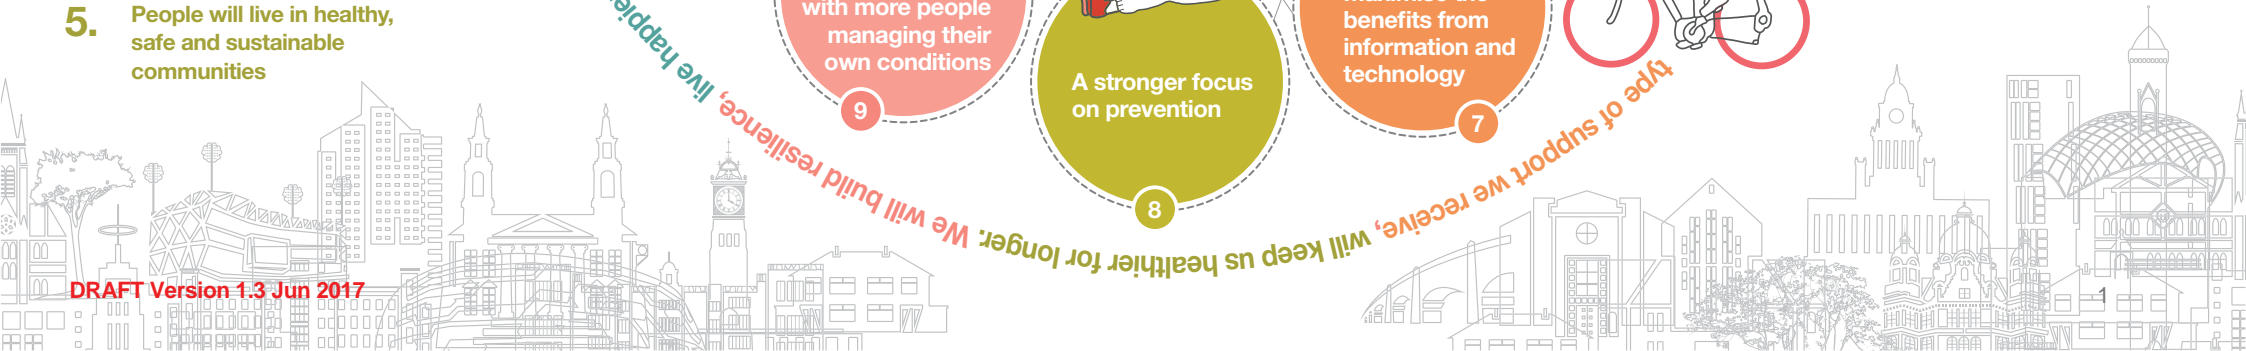 5.
People will live in healthy,
safe and sustainable
communities
with more people
managing their
own conditions
9
A stronger focus
on prevention
8
benefits from
information and
technology
7
type of support we receive, will keep us healthier for longer. We will build resilience, live
DRAFT Version 1.3 Jun 2017
1